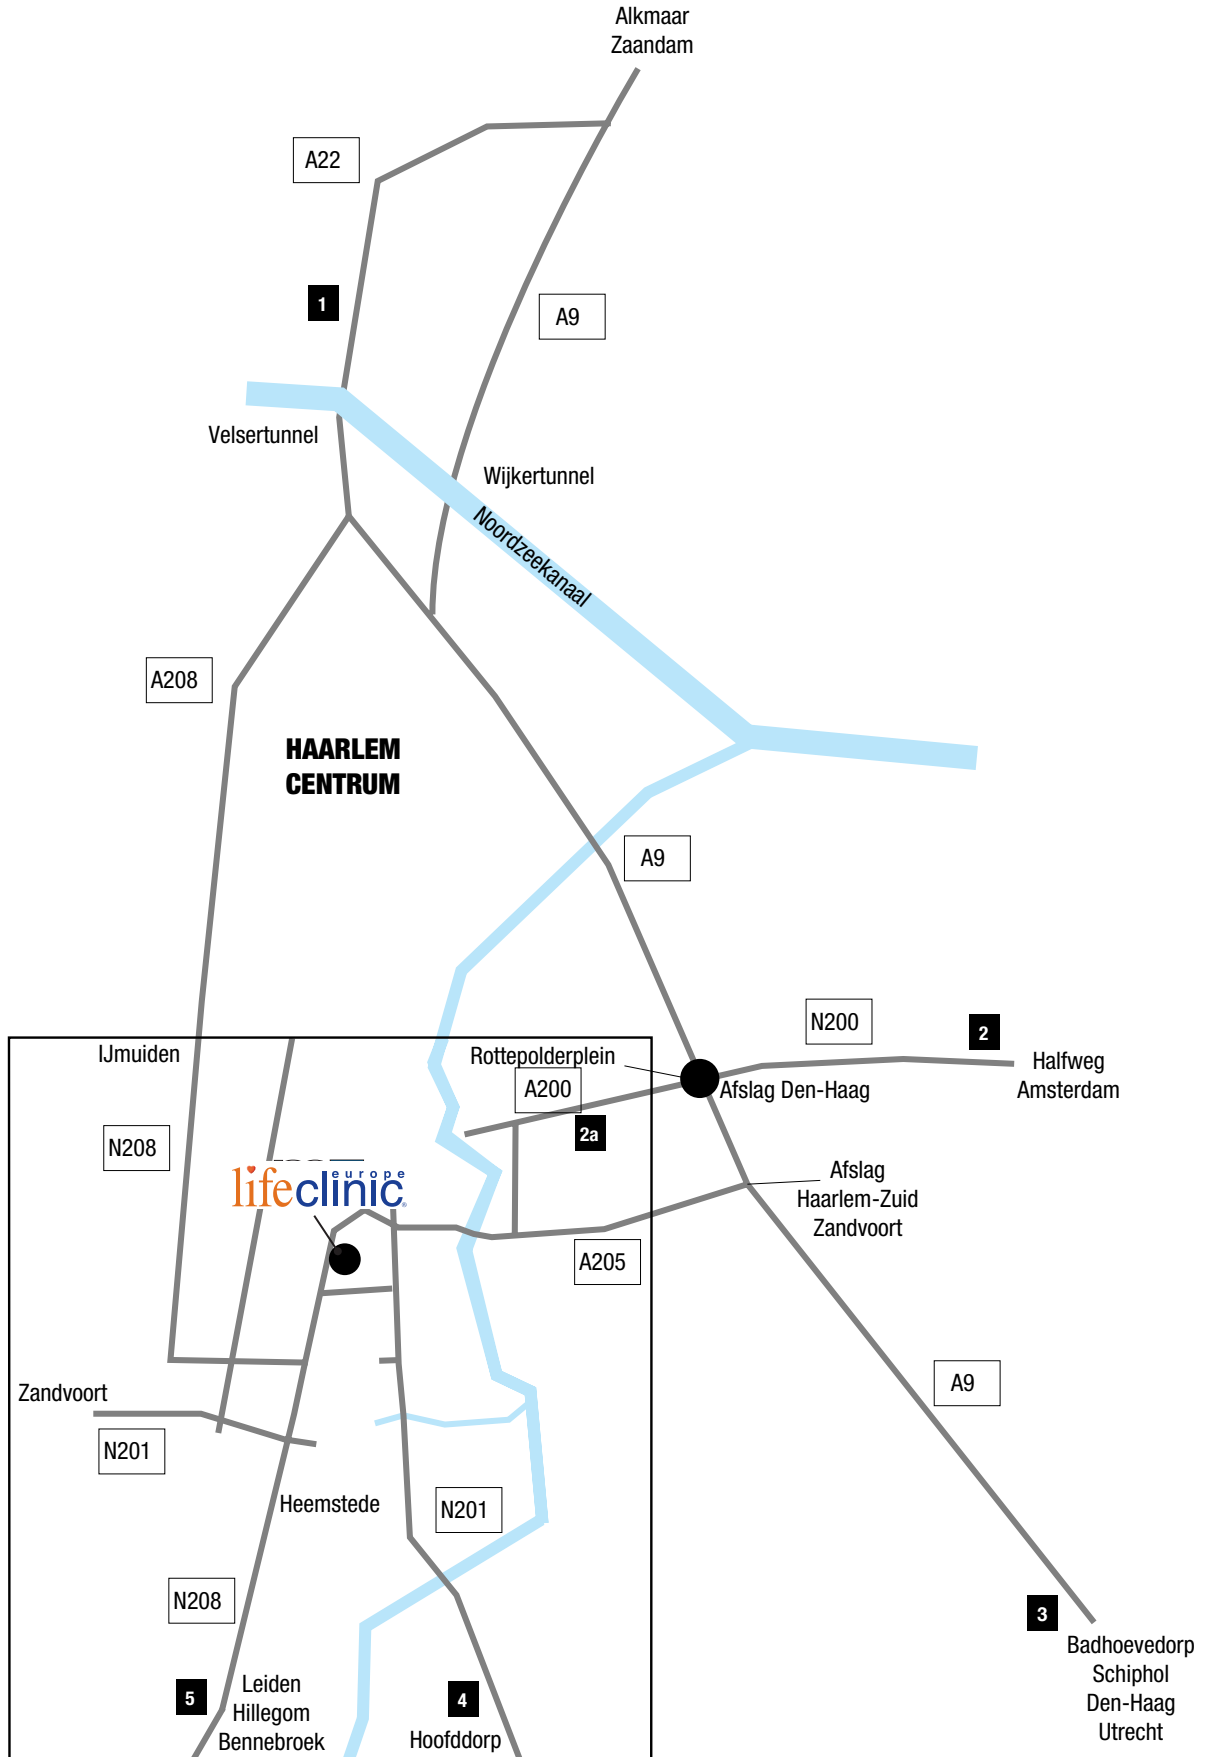 Alkmaar
Zaandam
A22
1
A9
Velsertunnel
Wijkertunnel
Noordzeekanaal
A208
HAARLEM
CENTRUM
A9
N200
2
IJmuiden
Rottepolderplein
Halfweg
Amsterdam
A200
Afslag Den-Haag
2a
N208
europe
lifeclinic®
Afslag
Haarlem-Zuid
Zandvoort
A205
Zandvoort
A9
N201
Heemstede
N201
N208
3
Badhoevedorp
Schiphol
Den-Haag
Utrecht
5
Leiden
Hillegom
Bennebroek
4
Hoofddorp